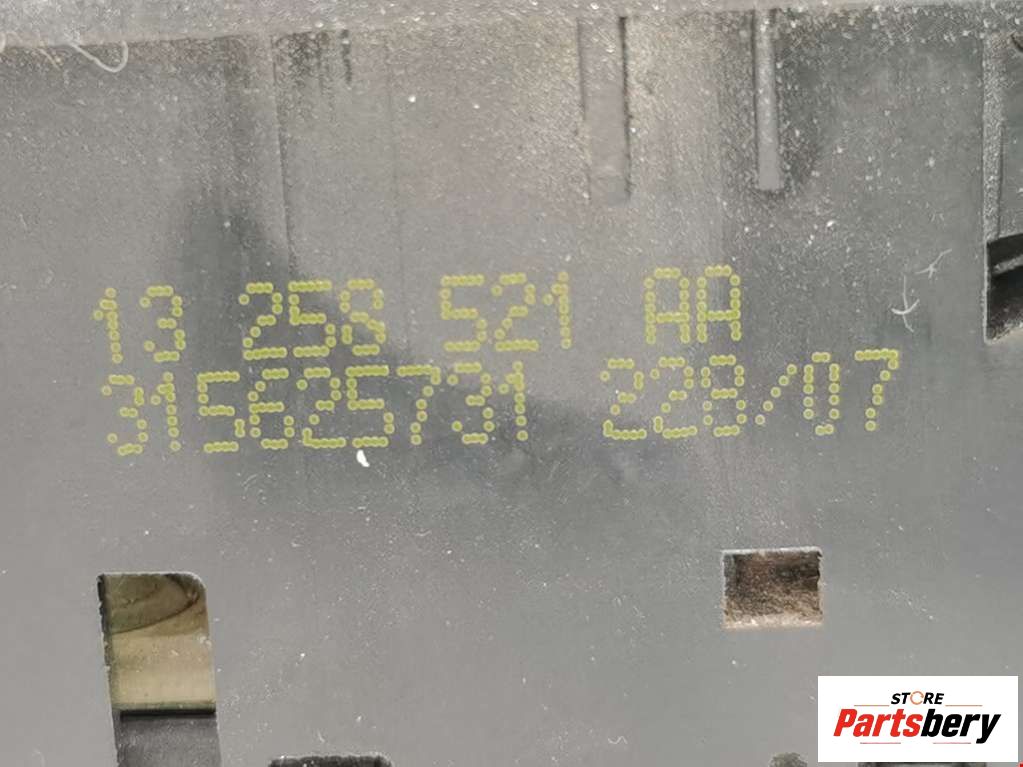 13 258 521 AA
315625731 228/07
STORE
Partsbery